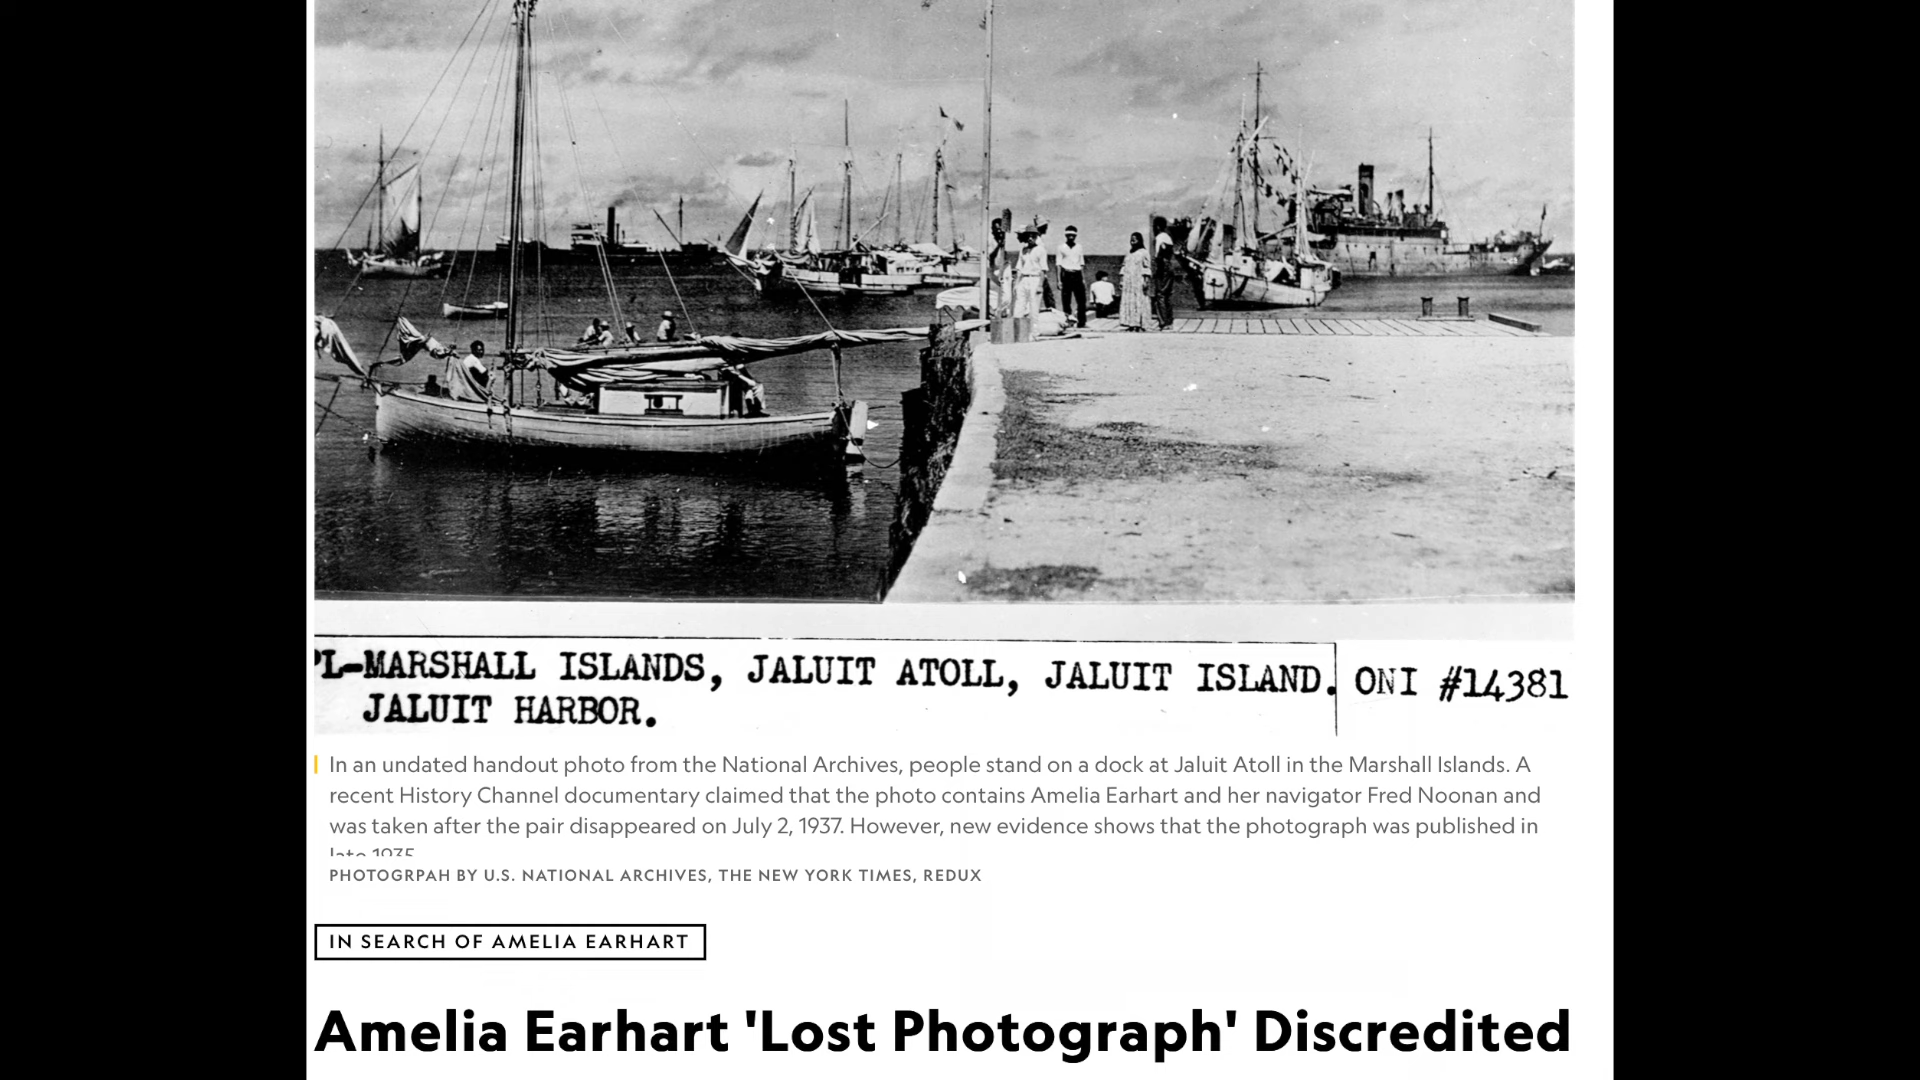 PL-MARSHALL ISLANDS, JALUIT ATOLL, JALUIT ISLAND. ONI #14381
JALUIT HARBOR.
In an undated handout photo from the National Archives, people stand on a dock at Jaluit Atoll in the Marshall Islands. A
recent History Channel documentary claimed that the photo contains Amelia Earhart and her navigator Fred Noonan and
was taken after the pair disappeared on July 2, 1937. However, new evidence shows that the photograph was published in
late 1935
PHOTOGRPAH BY U.S. NATIONAL ARCHIVES, THE NEW YORK TIMES, REDUX
IN SEARCH OF AMELIA EARHART
Amelia Earhart 'Lost Photograph' Discredited